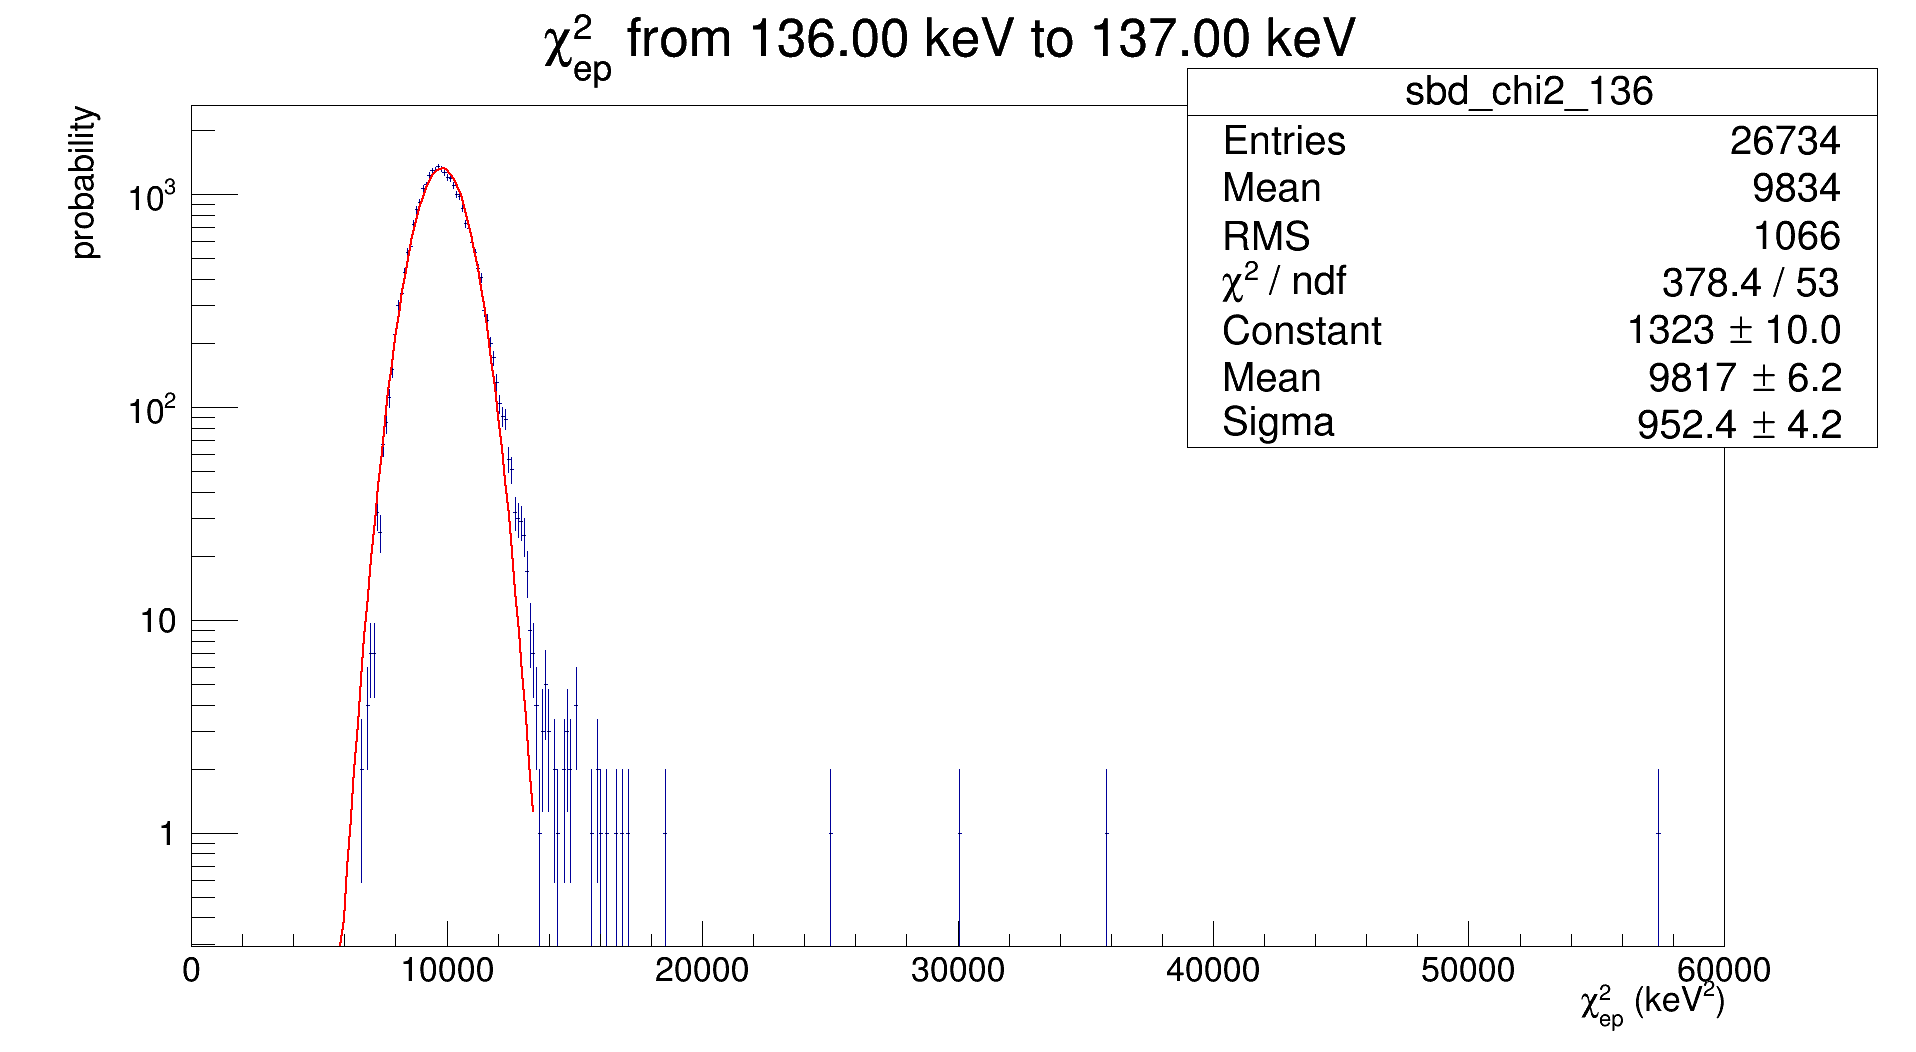 χ²ep from 136.00 keV to 137.00 keV
sbd_chi2_136
Entries 26734
Mean 9834
RMS 1066
χ² / ndf 378.4 / 53
Constant 1323 ± 10.0
Mean 9817 ± 6.2
Sigma 952.4 ± 4.2
probability
10³
10²
10
1
0 10000 20000 30000 40000 50000 60000
χ²ep (keV²)